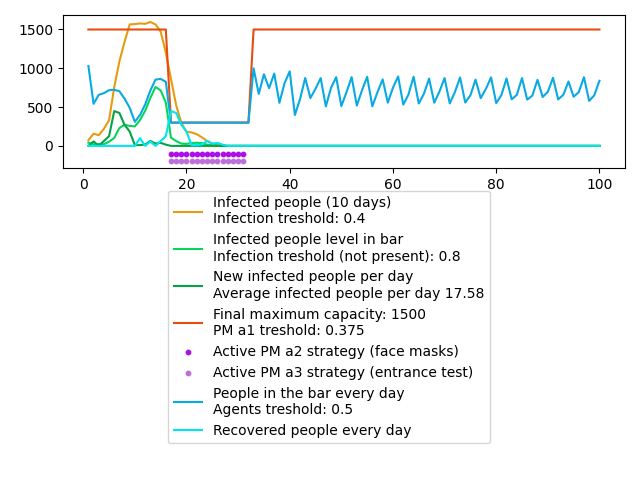 1500
1000
500
0
0
20
40
60
80
100
Infected people (10 days)
Infection treshold: 0.4
Infected people level in bar
Infection treshold (not present): 0.8
New infected people per day
Average infected people per day 17.58
Final maximum capacity: 1500
PM a1 treshold: 0.375
Active PM a2 strategy (face masks)
Active PM a3 strategy (entrance test)
People in the bar every day
Agents treshold: 0.5
Recovered people every day